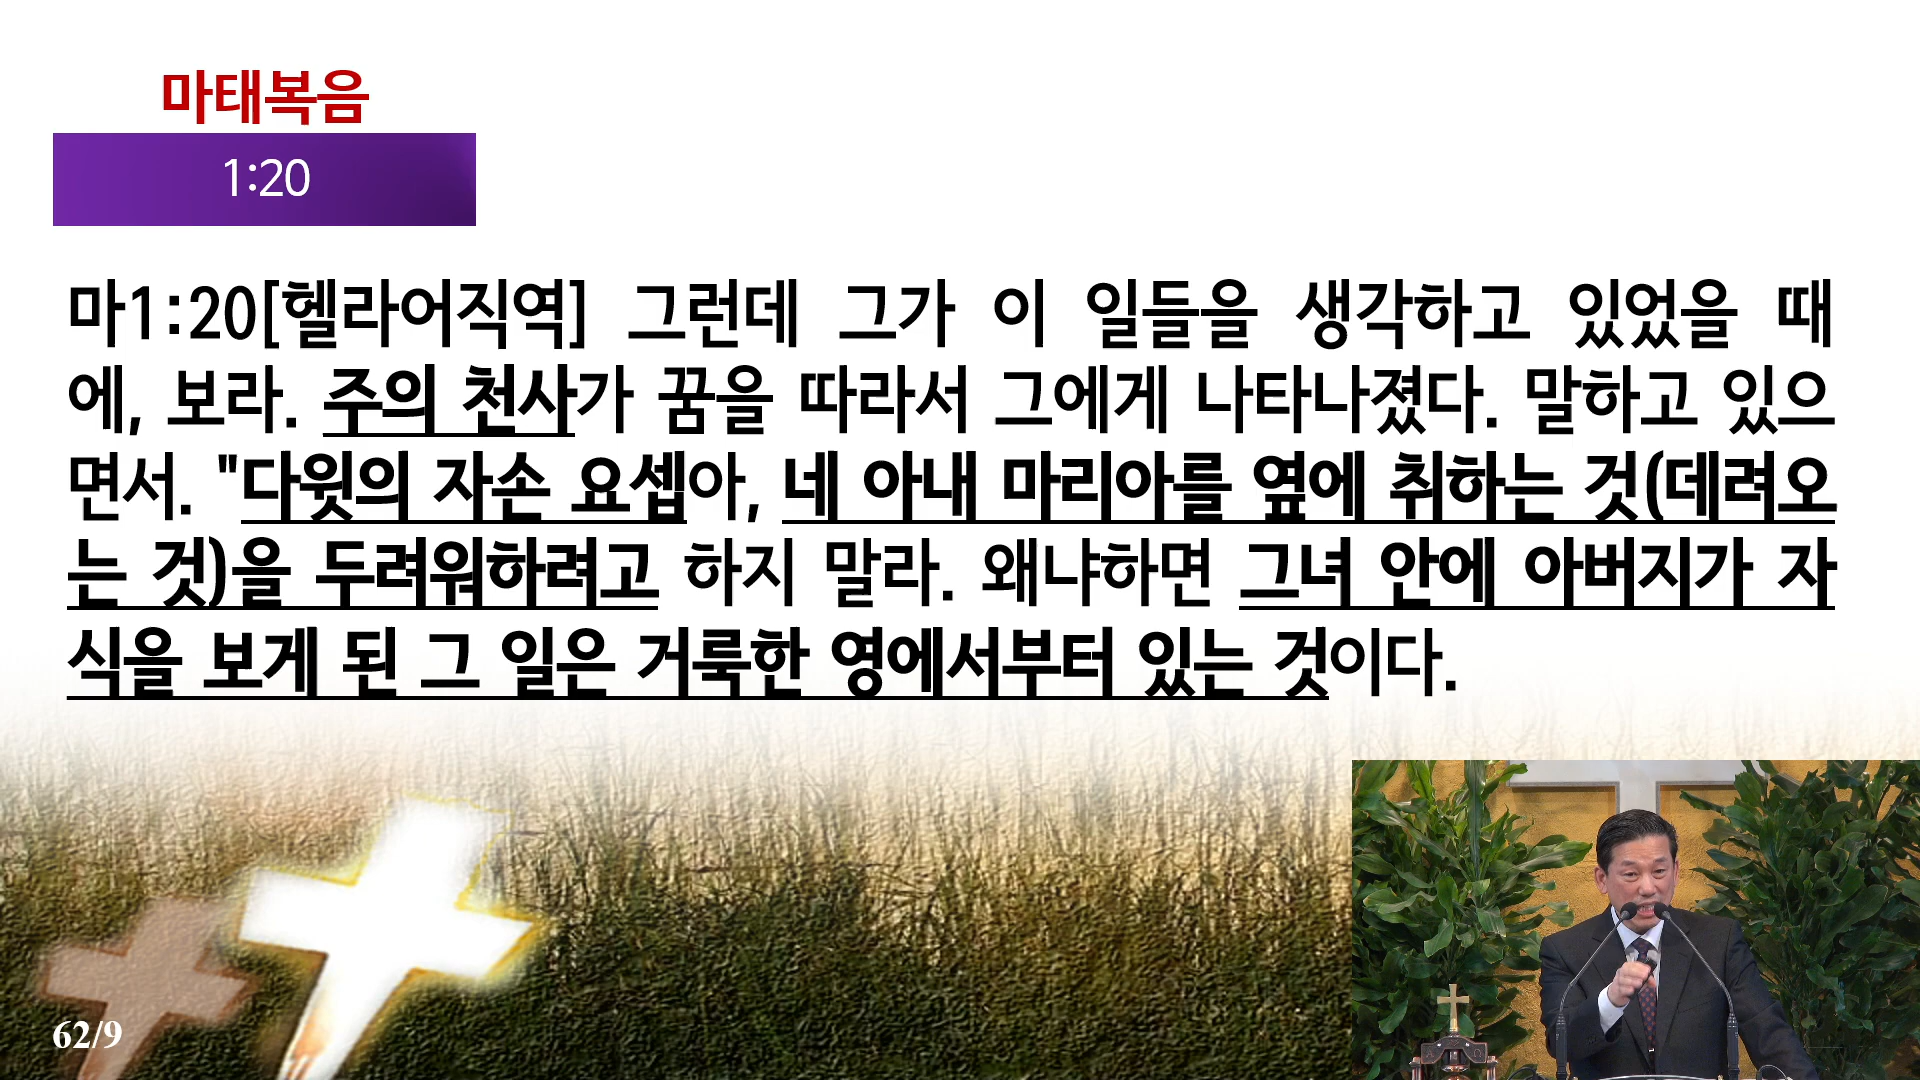 마태복음
1:20
마1:20[헬라어직역] 그런데 그가 이 일들을 생각하고 있었을 때
에, 보라. 주의 천사가 꿈을 따라서 그에게 나타나졌다. 말하고 있으
면서. "다윗의 자손 요셉아, 네 아내 마리아를 옆에 취하는 것(데려오
는 것)을 두려워하려고 하지 말라. 왜냐하면 그녀 안에 아버지가 자
식을 보게 된 그 일은 거룩한 영에서부터 있는 것이다.
62/9